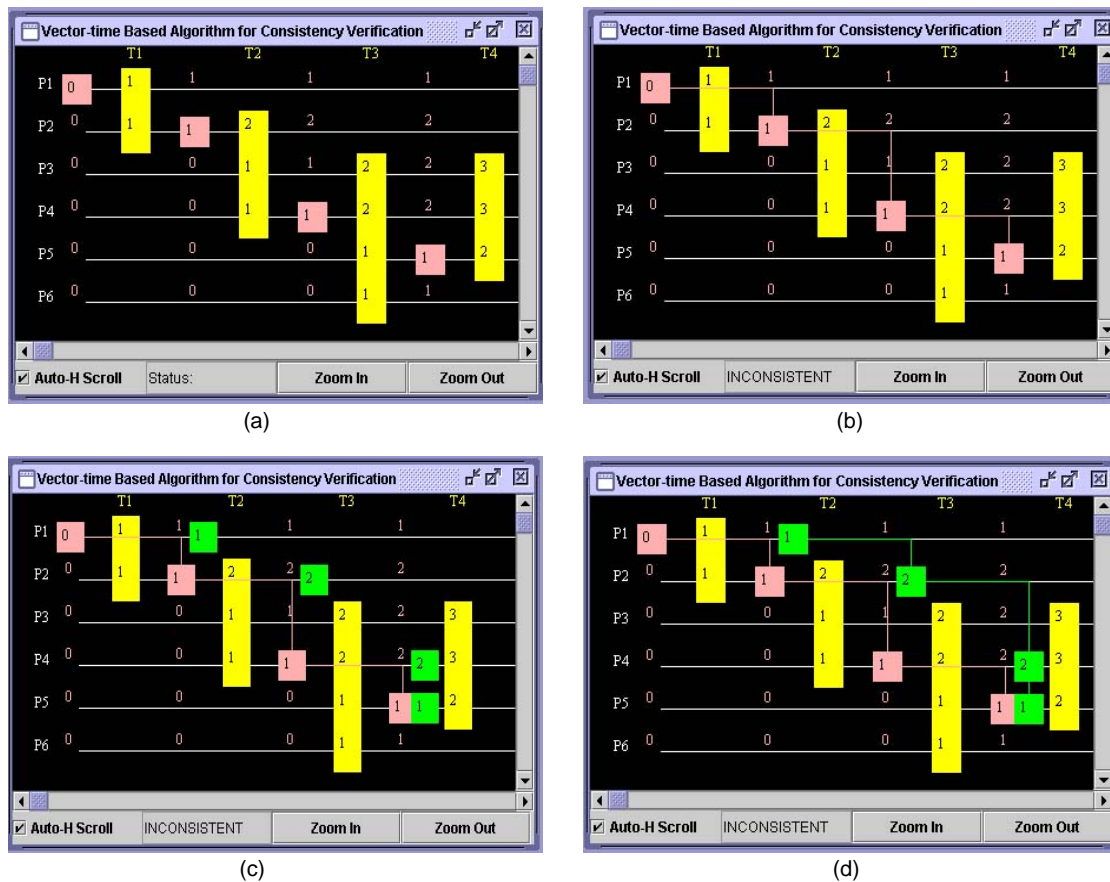 Vector-time Based Algorithm for Consistency Verification
T1 T2 T3 T4
P1 0 1 1 1 1
P2 0 1 1 2 2 2
P3 0 0 1 1 2 2 3
P4 0 0 1 1 2 2 3
P5 0 0 0 1 1 2
P6 0 0 0 1 1
Auto-H Scroll Status: Zoom In Zoom Out
(a)
Vector-time Based Algorithm for Consistency Verification
T1 T2 T3 T4
P1 0 1 1 1 1
P2 0 1 1 2 2 2
P3 0 0 1 1 2 2 3
P4 0 0 1 1 2 2 3
P5 0 0 0 1 1 2
P6 0 0 0 1 1
Auto-H Scroll INCONSISTENT Zoom In Zoom Out
(b)
Vector-time Based Algorithm for Consistency Verification
T1 T2 T3 T4
P1 0 1 1 1 1 1
P2 0 1 1 2 2 2 2
P3 0 0 1 1 2 2 3
P4 0 0 1 1 2 2 2 3
P5 0 0 0 1 1 1 2
P6 0 0 0 1 1
Auto-H Scroll INCONSISTENT Zoom In Zoom Out
(c)
Vector-time Based Algorithm for Consistency Verification
T1 T2 T3 T4
P1 0 1 1 1 1 1
P2 0 1 1 2 2 2 2
P3 0 0 1 1 2 2 3
P4 0 0 1 1 2 2 2 3
P5 0 0 0 1 1 1 2
P6 0 0 0 1 1
Auto-H Scroll INCONSISTENT Zoom In Zoom Out
(d)